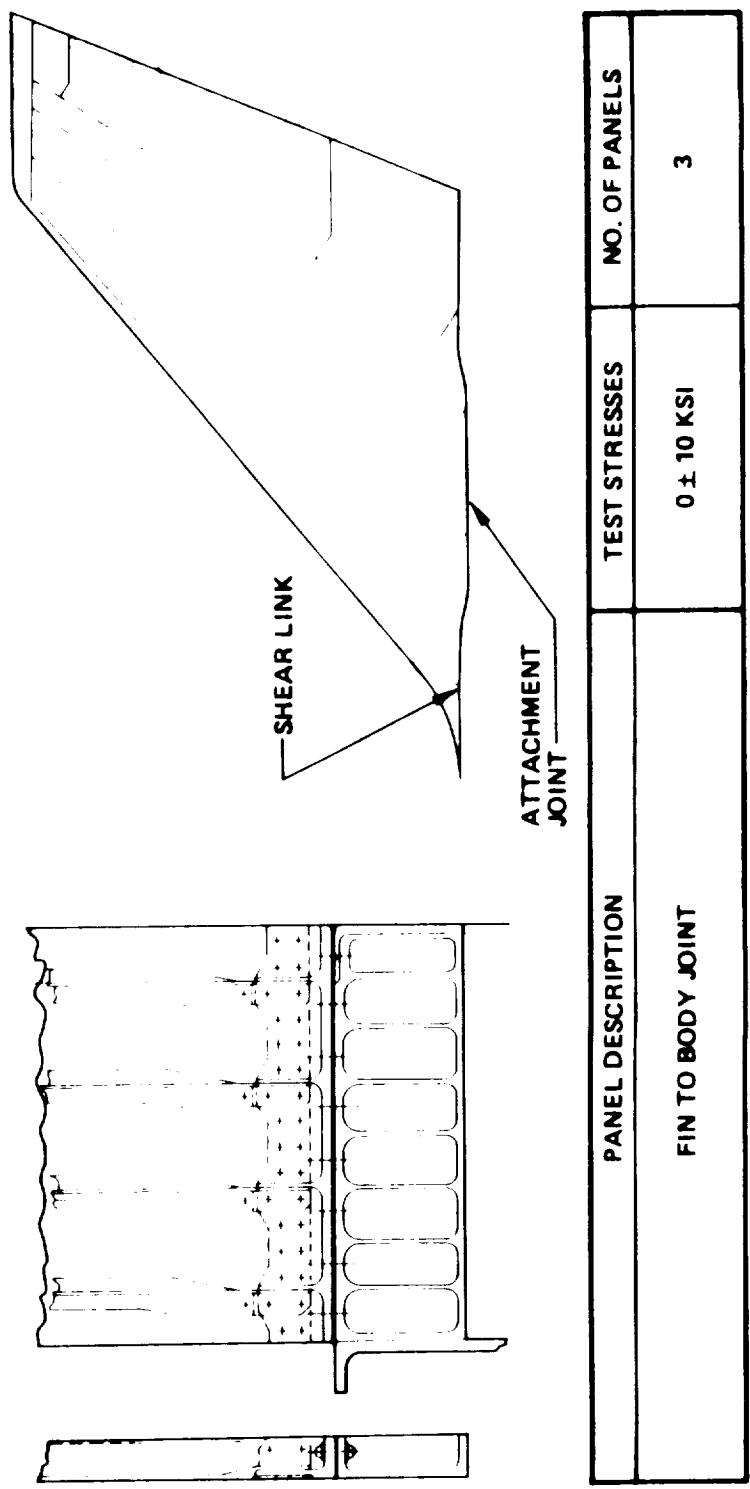 SHEAR LINK
ATTACHMENT
JOINT
PANEL DESCRIPTION
TEST STRESSES
NO. OF PANELS
FIN TO BODY JOINT
0 ± 10 KSI
3